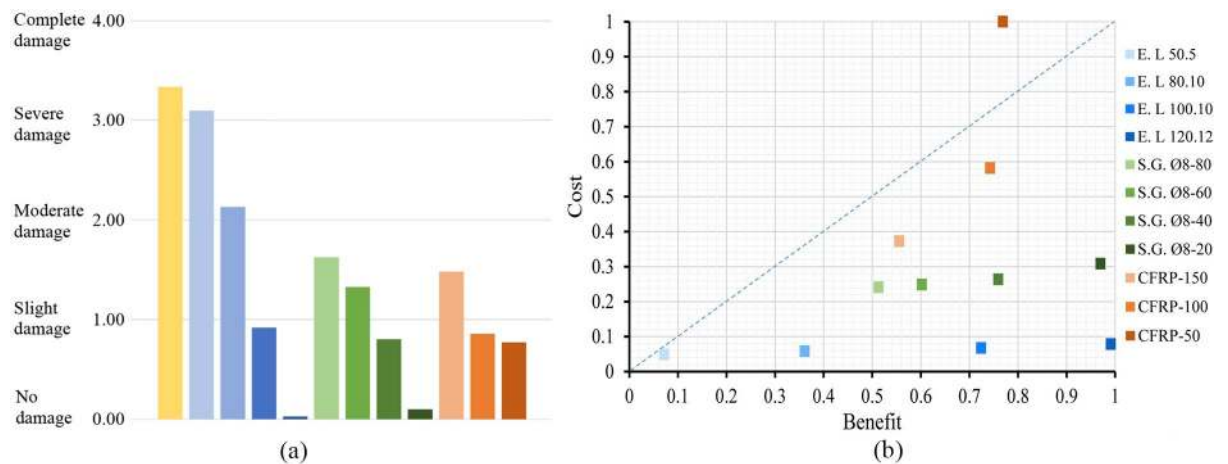 Complete
damage
4.00
Severe
damage
3.00
Moderate
damage
2.00
Slight
damage
1.00
No
damage
0.00
(a)
Cost
1
0.9
0.8
0.7
0.6
0.5
0.4
0.3
0.2
0.1
0
0 0.1 0.2 0.3 0.4 0.5 0.6 0.7 0.8 0.9 1
Benefit
(b)
E. L 50.5
E. L 80.10
E. L 100.10
E. L 120.12
S.G. Ø8-80
S.G. Ø8-60
S.G. Ø8-40
S.G. Ø8-20
CFRP-150
CFRP-100
CFRP-50